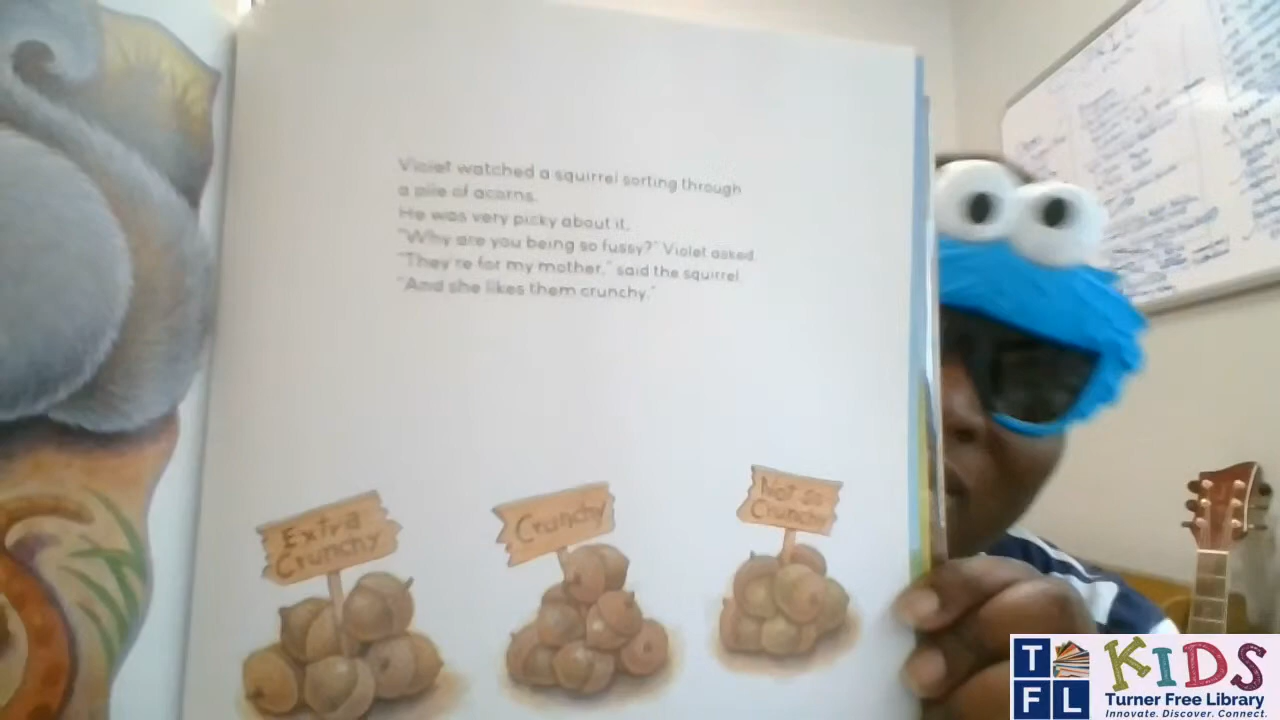 Violet watched a squirrel sorting through
a pile of acorns.
He was very picky about it.
"Why are you being so fussy?" Violet asked.
"They're for my mother," said the squirrel.
"And she likes them crunchy."
Extra
Crunchy
Crunchy
Not so
Crunchy
TFL
KIDS
Turner Free Library
Innovate. Discover. Connect.